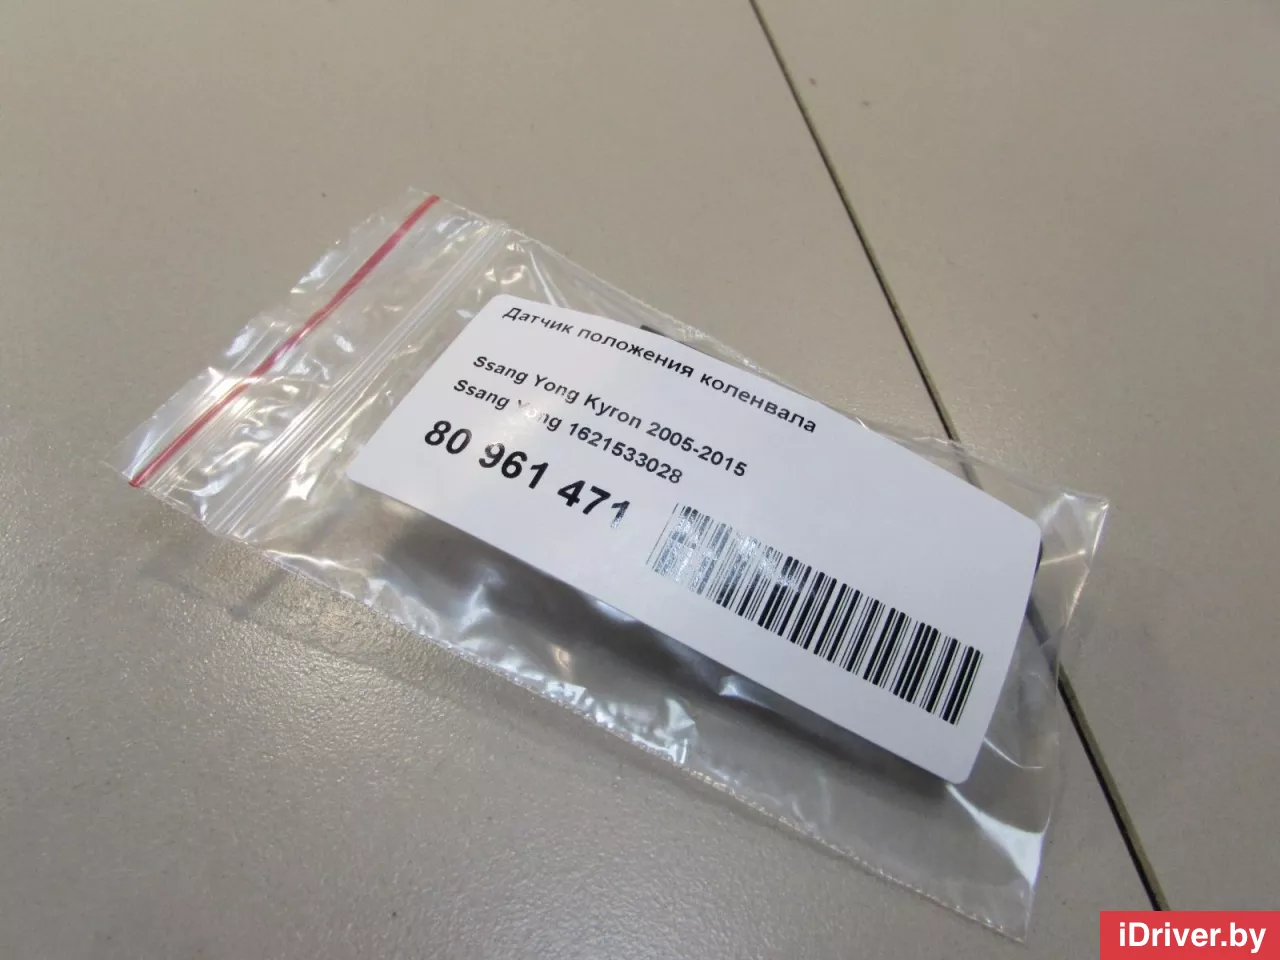 Датчик положения коленвала
Ssang Yong Kyron 2005-2015
Ssang Yong 1621533028
80 961 471
iDriver.by